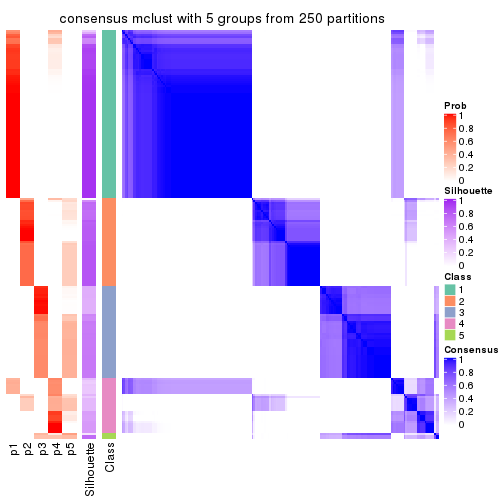 consensus mclust with 5 groups from 250 partitions
Prob
1
0.8
0.6
0.4
0.2
0
Silhouette
1
0.8
0.6
0.4
0.2
0
Class
1
2
3
4
5
Consensus
1
0.8
0.6
0.4
0.2
0
p1
p2
p3
p4
p5
Silhouette
Class